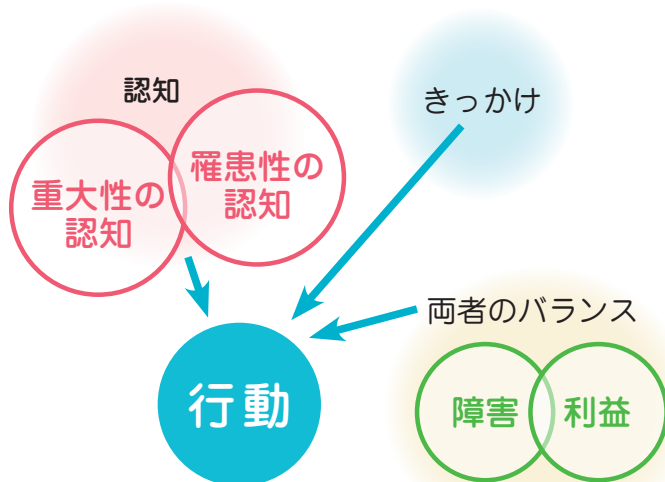 認知
きっかけ
重大性の
認知
罹患性の
認知
両者のバランス
行動
障害
利益